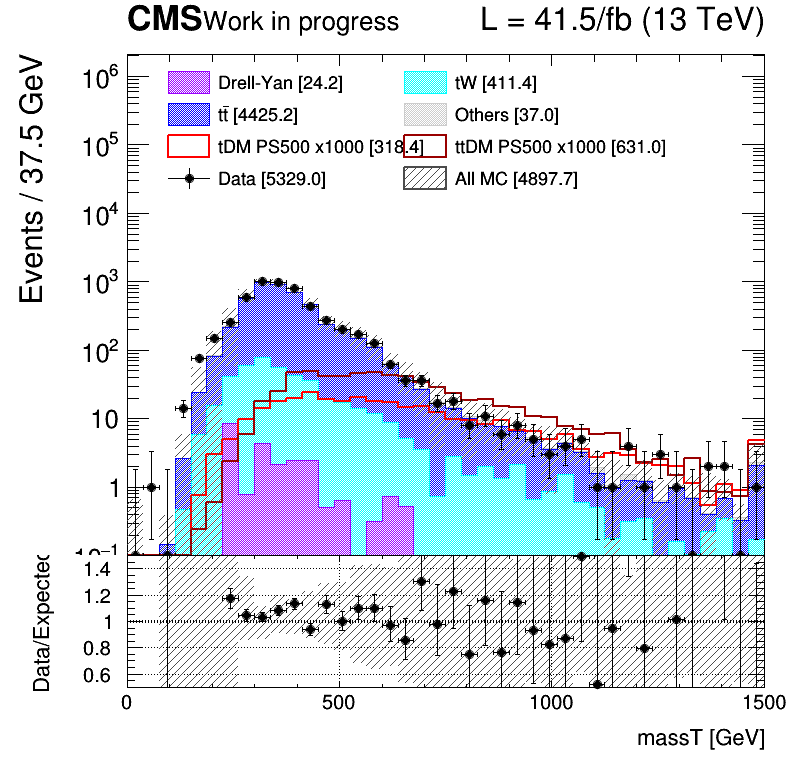 CMS Work in progress L = 41.5/fb (13 TeV)
Events / 37.5 GeV
10⁶
10⁵
10⁴
10³
10²
10
1
10⁻¹
Drell-Yan [24.2] tW [411.4]
tt̄ [4425.2] Others [37.0]
tDM PS500 x1000 [318.4] ttDM PS500 x1000 [631.0]
Data [5329.0] All MC [4897.7]
Data/Expected
1.4
1.2
1
0.8
0.6
0 500 1000 1500
massT [GeV]